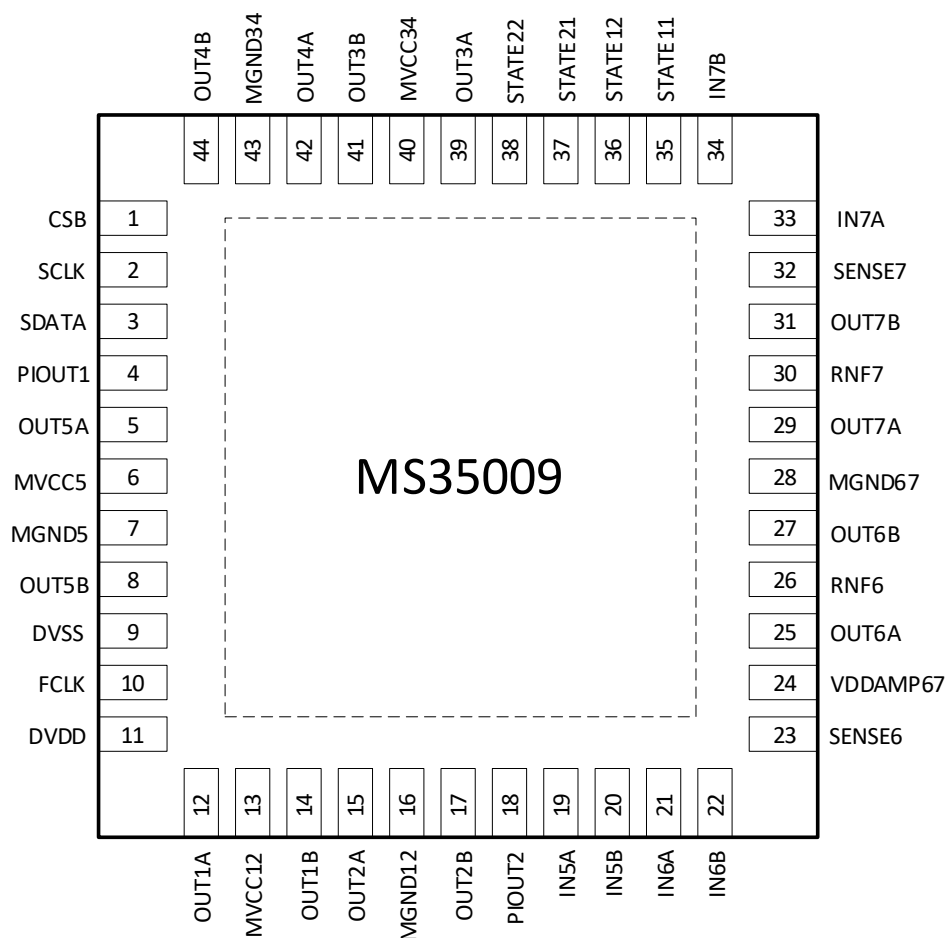 OUT4B MGND34 OUT4A OUT3B MVCC34 OUT3A STATE22 STATE21 STATE12 STATE11 IN7B
44 43 42 41 40 39 38 37 36 35 34
CSB 1 33 IN7A
SCLK 2 32 SENSE7
SDATA 3 31 OUT7B
PIOUT1 4 30 RNF7
OUT5A 5 29 OUT7A
MS35009
MVCC5 6 28 MGND67
MGND5 7 27 OUT6B
OUT5B 8 26 RNF6
DVSS 9 25 OUT6A
FCLK 10 24 VDDAMP67
DVDD 11 23 SENSE6
12 13 14 15 16 17 18 19 20 21 22
OUT1A MVCC12 OUT1B OUT2A MGND12 OUT2B PIOUT2 IN5A IN5B IN6A IN6B